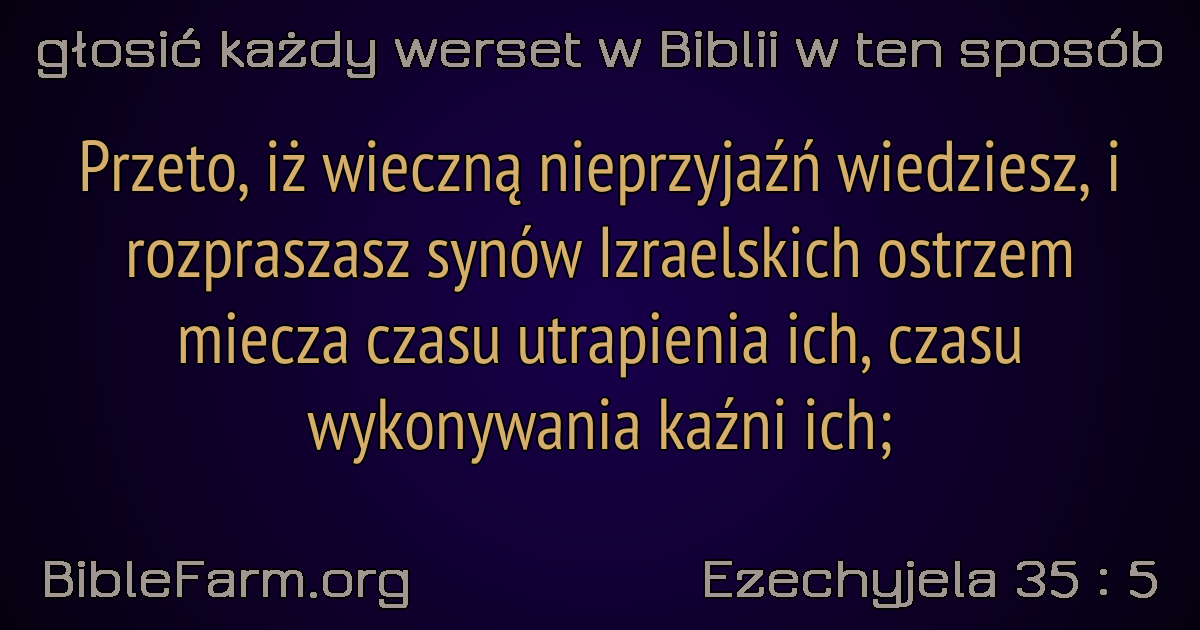 głosić każdy werset w Biblii w ten sposób
Przeto, iż wieczną nieprzyjaźń wiedziesz, i
rozpraszasz synów Izraelskich ostrzem
miecza czasu utrapienia ich, czasu
wykonywania kaźni ich;
BibleFarm.org
Ezechyjela 35 : 5